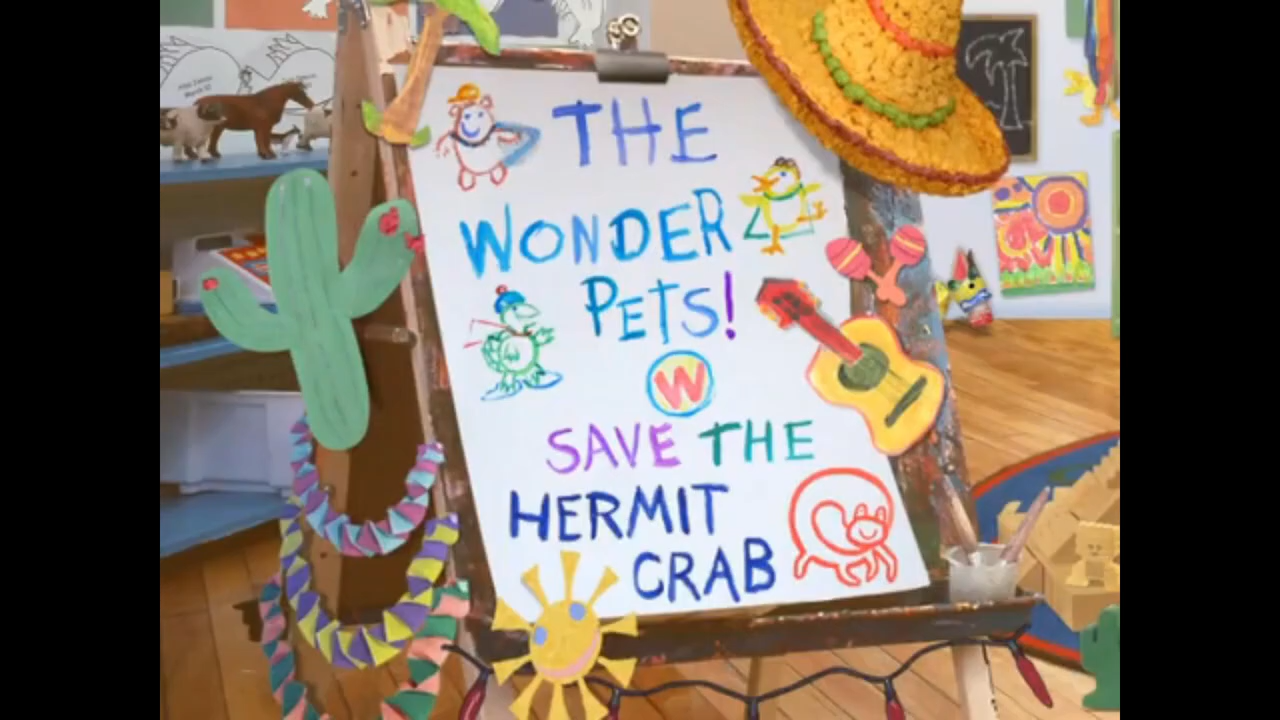 THE
WONDER
PETS!
W
SAVE THE
HERMIT
CRAB